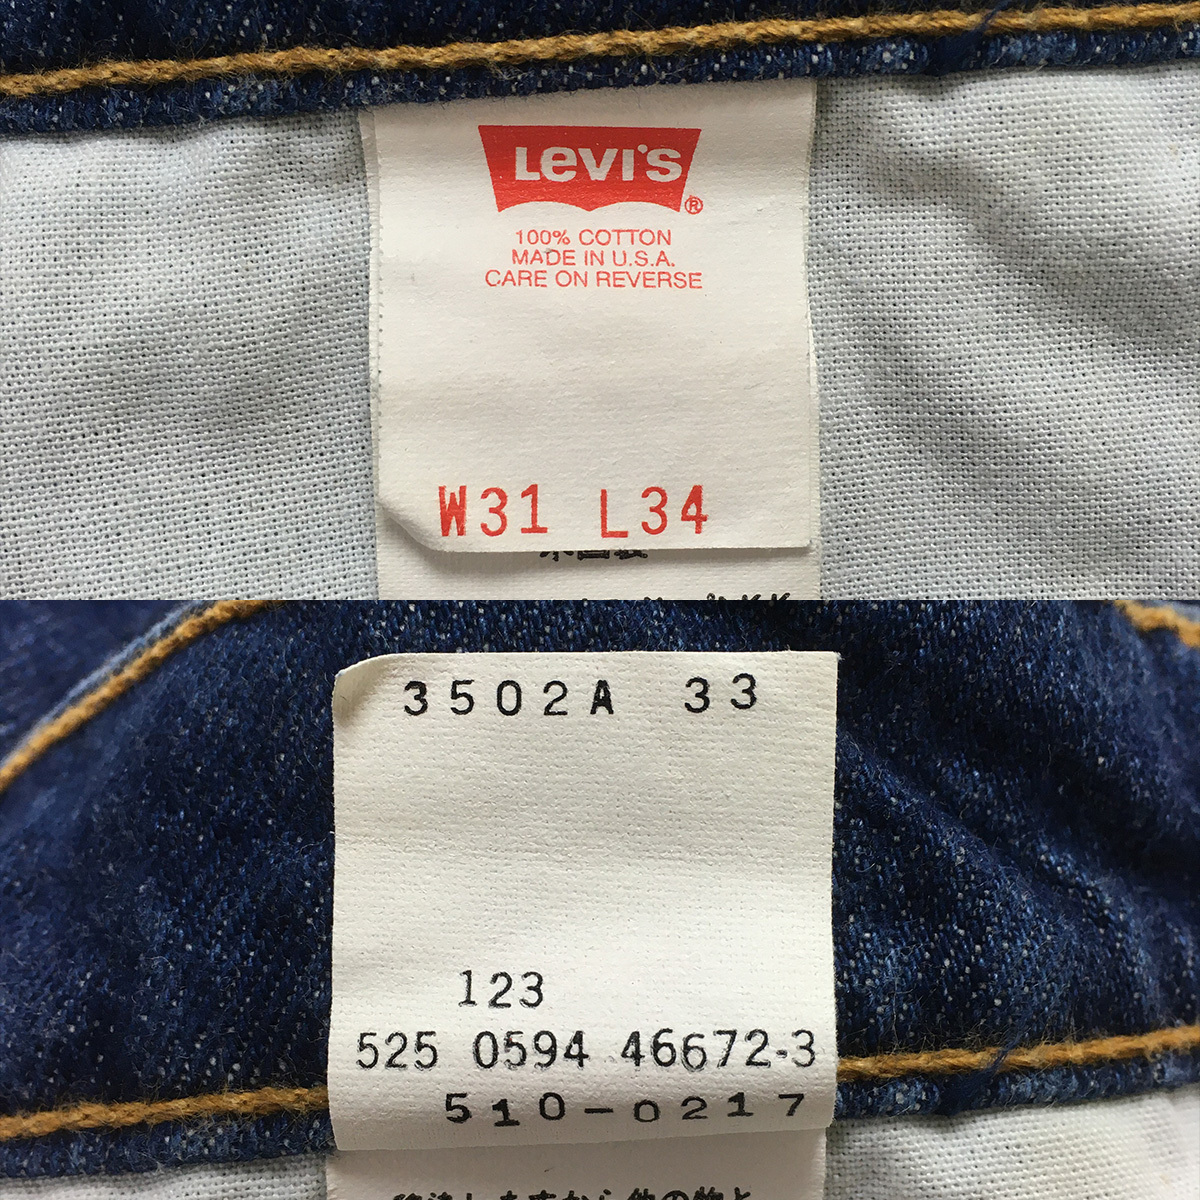 LEVI'S ®
100% COTTON
MADE IN U.S.A.
CARE ON REVERSE
W31 L34
3502A 33
123
525 0594 46672-3
510-0217